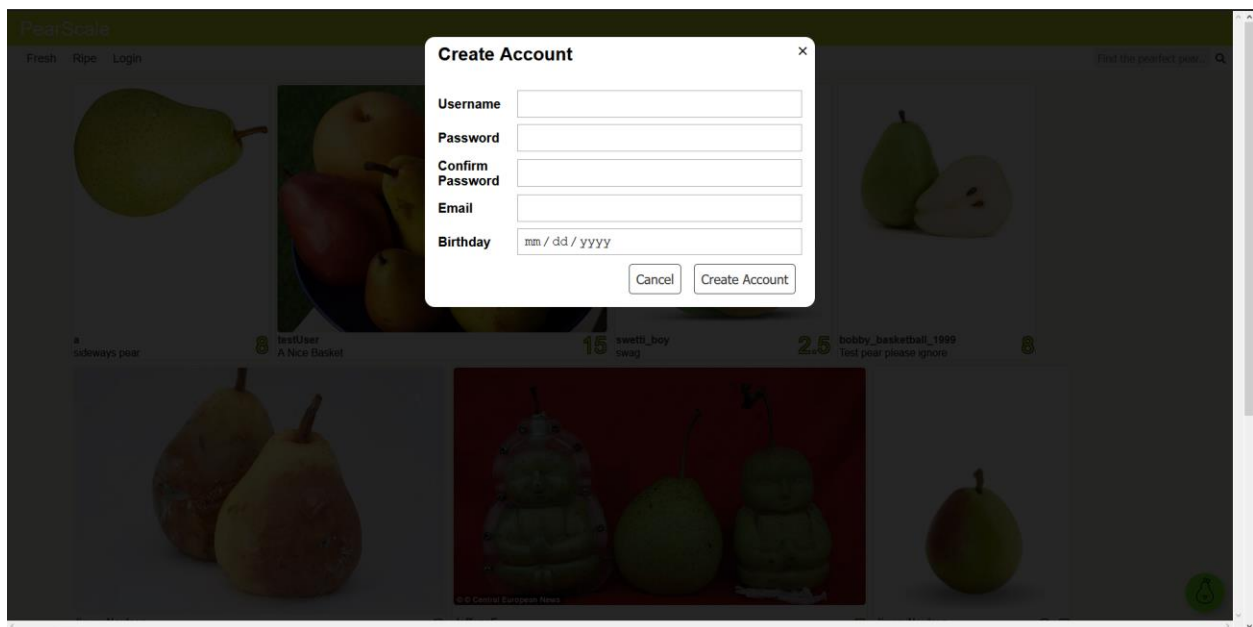 PearScale
Create Account
×
Fresh Ripe Login
Find the pearfect pear...
Username
Password
Confirm
Password
Email
Birthday
mm / dd / yyyy
Cancel
Create Account
a
sideways pear
8
testUser
A Nice Basket
15
swetti_boy
swag
2.5
bobby_basketball_1999
Test pear please ignore
8
© © Central European News